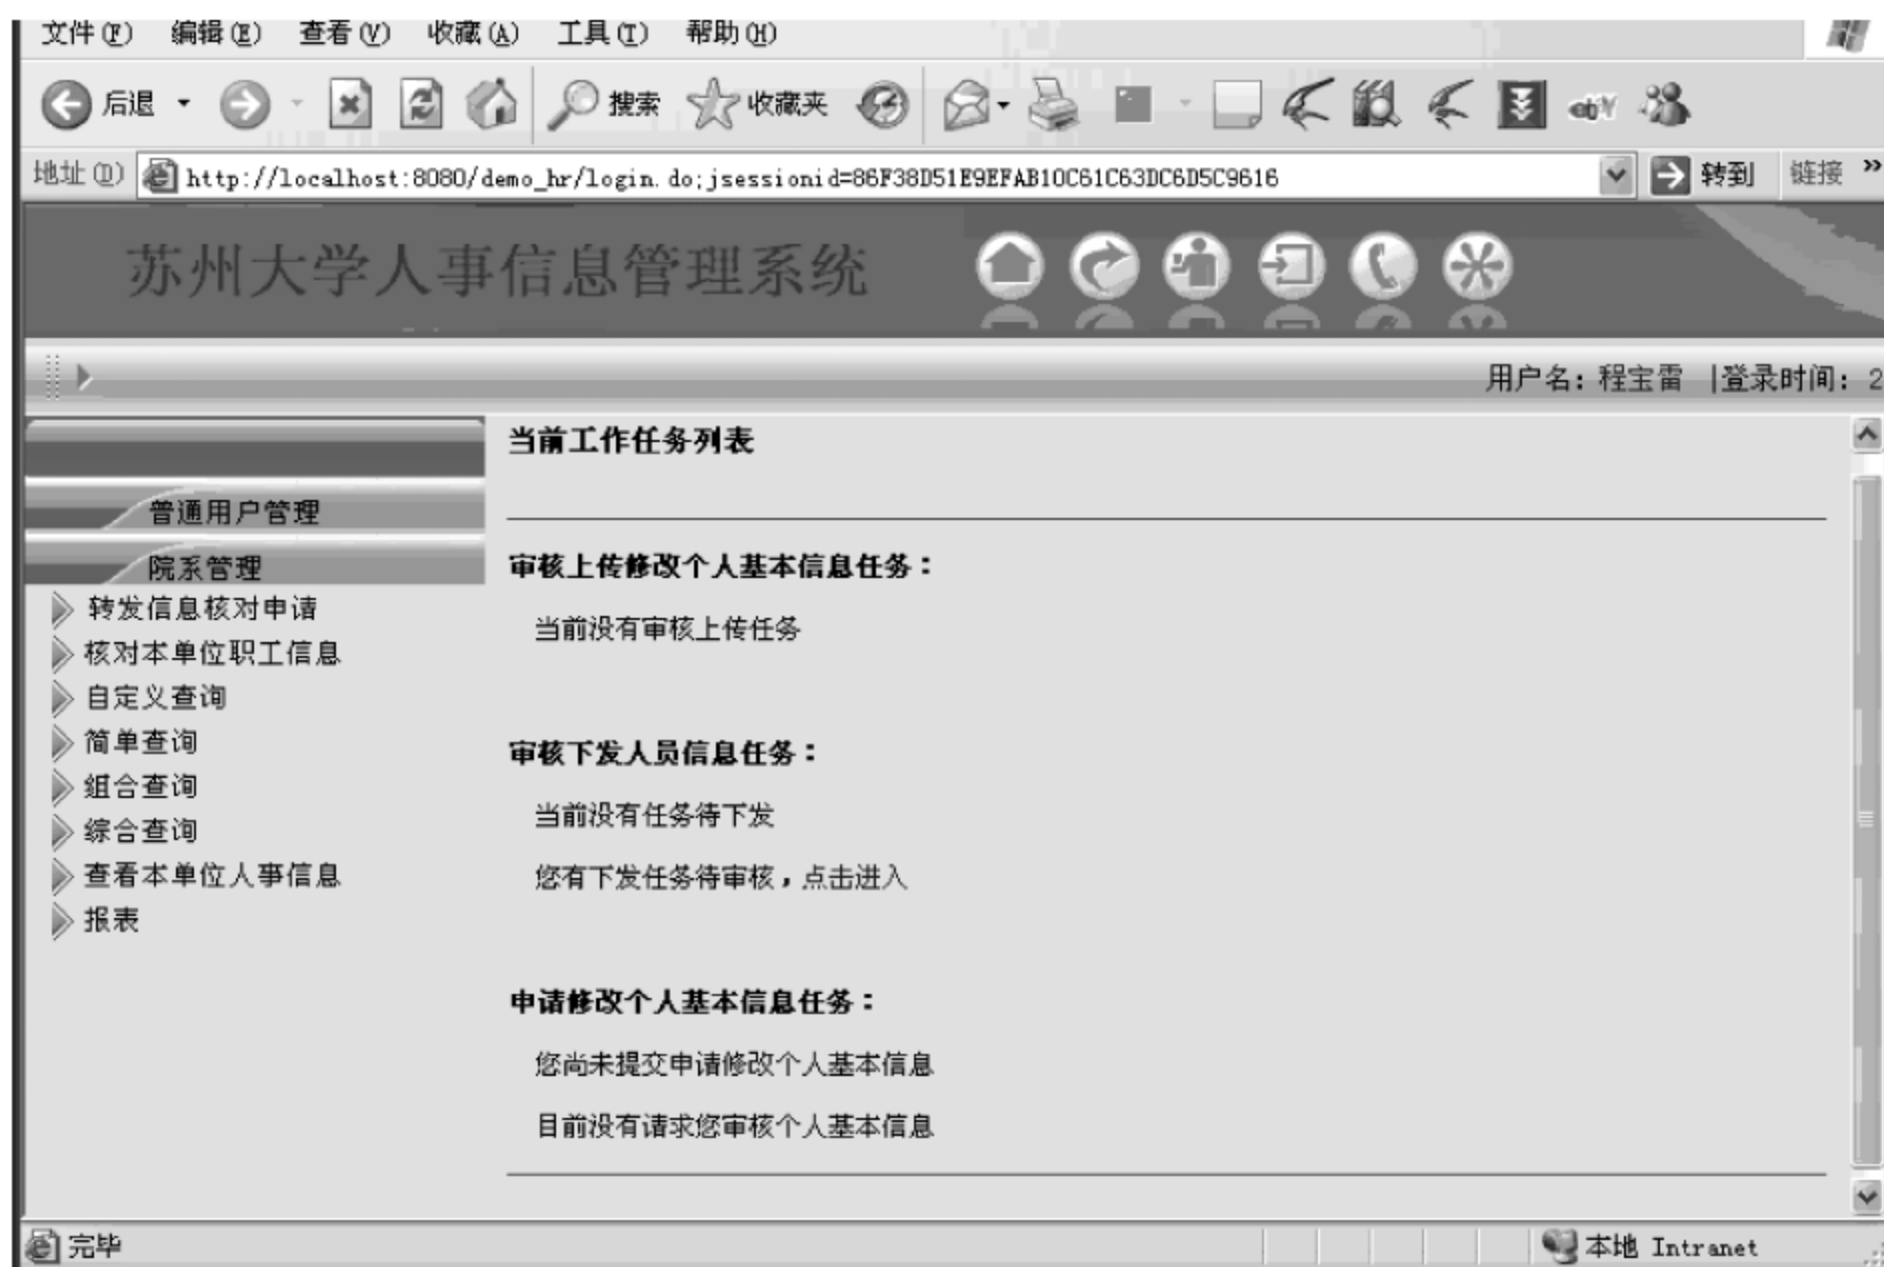 文件(F) 编辑(E) 查看(V) 收藏(A) 工具(T) 帮助(H)
后退 搜索 收藏夹 ebY
地址(D) http://localhost:8080/demo_hr/login.do;jsessionid=86F38D51E9EFAB10C61C63DC6D5C9616 转到 链接 »
苏州大学人事信息管理系统
用户名：程宝雷 |登录时间：2
普通用户管理
院系管理
转发信息核对申请
核对本单位职工信息
自定义查询
简单查询
组合查询
综合查询
查看本单位人事信息
报表
当前工作任务列表
审核上传修改个人基本信息任务：
当前没有审核上传任务
审核下发人员信息任务：
当前没有任务待下发
您有下发任务待审核，点击进入
申请修改个人基本信息任务：
您尚未提交申请修改个人基本信息
目前没有请求您审核个人基本信息
完毕 本地 Intranet